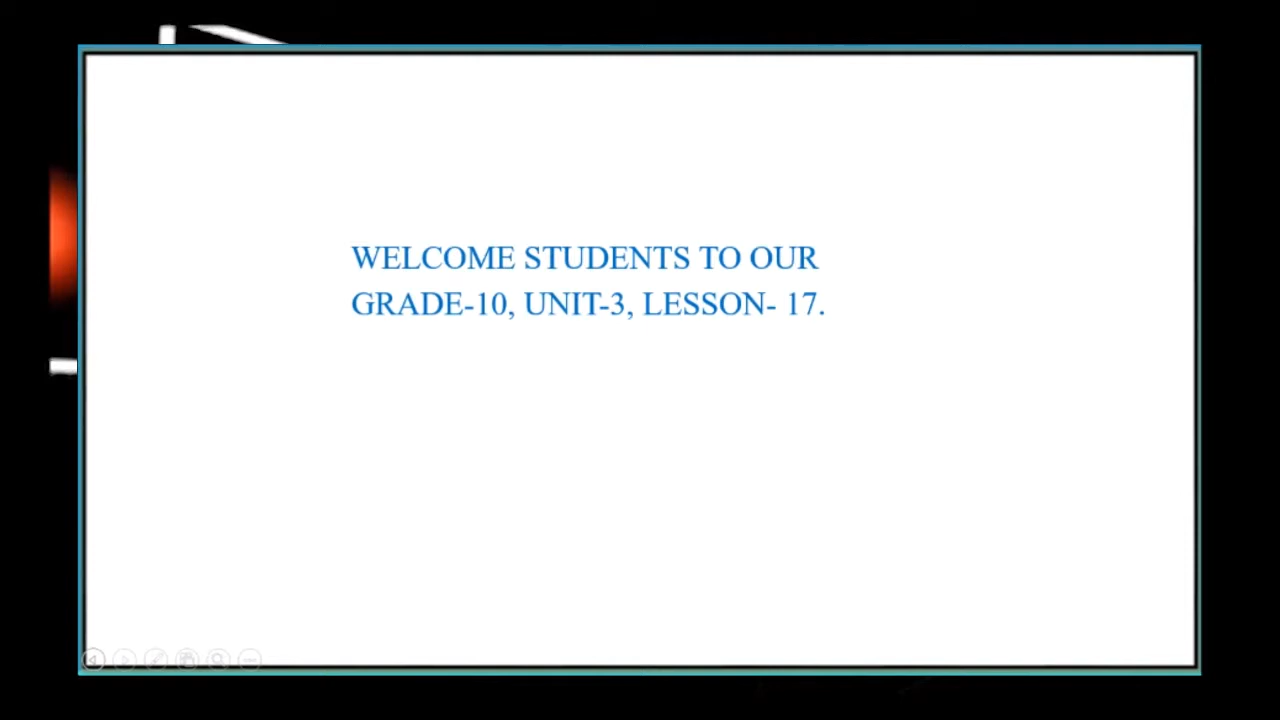 WELCOME STUDENTS TO OUR
GRADE-10, UNIT-3, LESSON- 17.